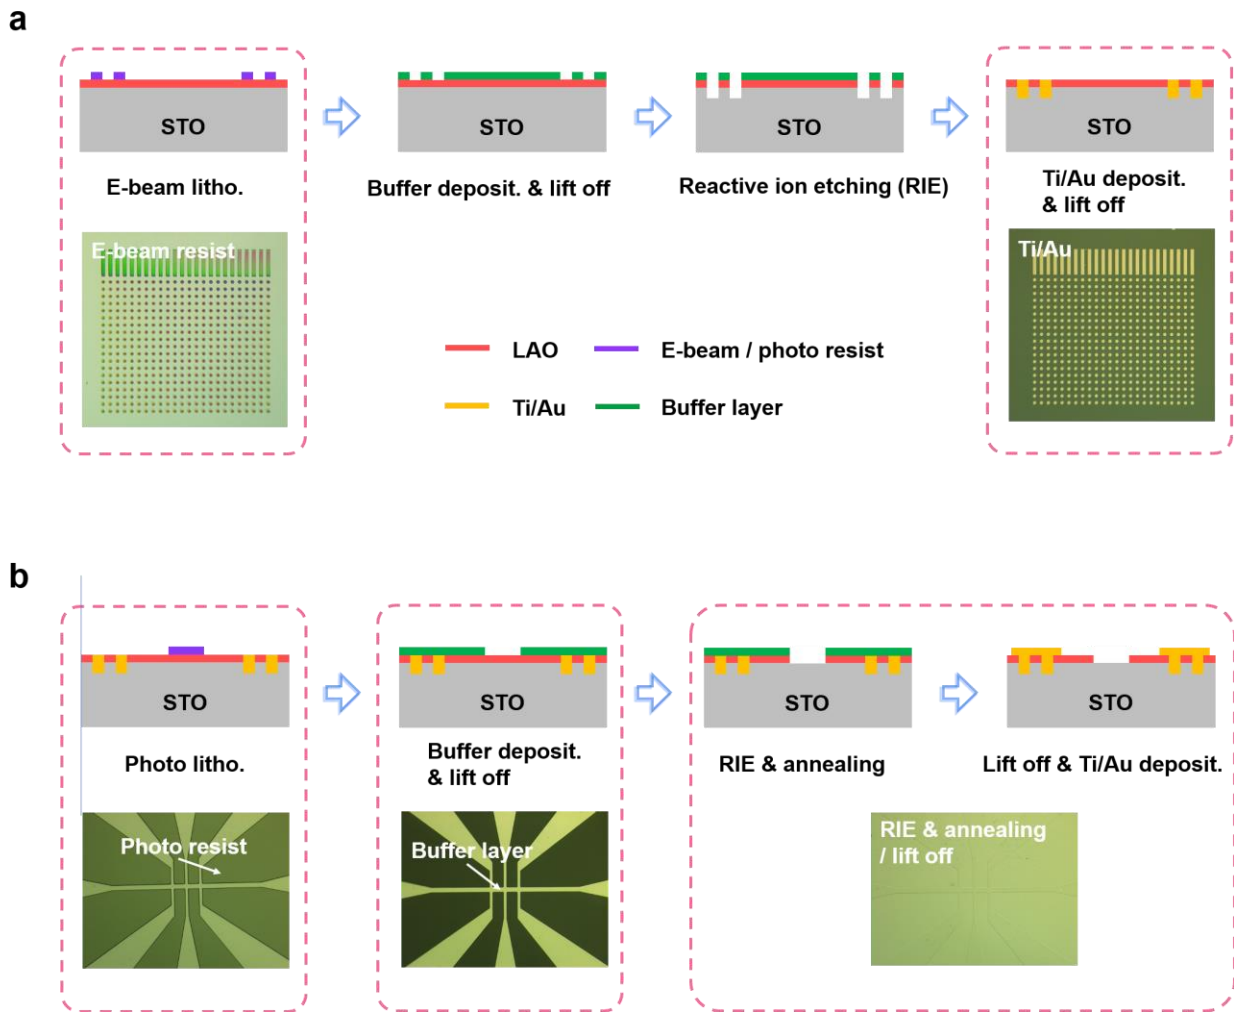 a
STO
STO
STO
STO
E-beam litho.
Buffer deposit. & lift off
Reactive ion etching (RIE)
Ti/Au deposit.
& lift off
E-beam resist
Ti/Au
LAO
E-beam / photo resist
Ti/Au
Buffer layer
b
STO
STO
STO
STO
Photo litho.
Buffer deposit.
& lift off
RIE & annealing
Lift off & Ti/Au deposit.
Photo resist
Buffer layer
RIE & annealing
/ lift off